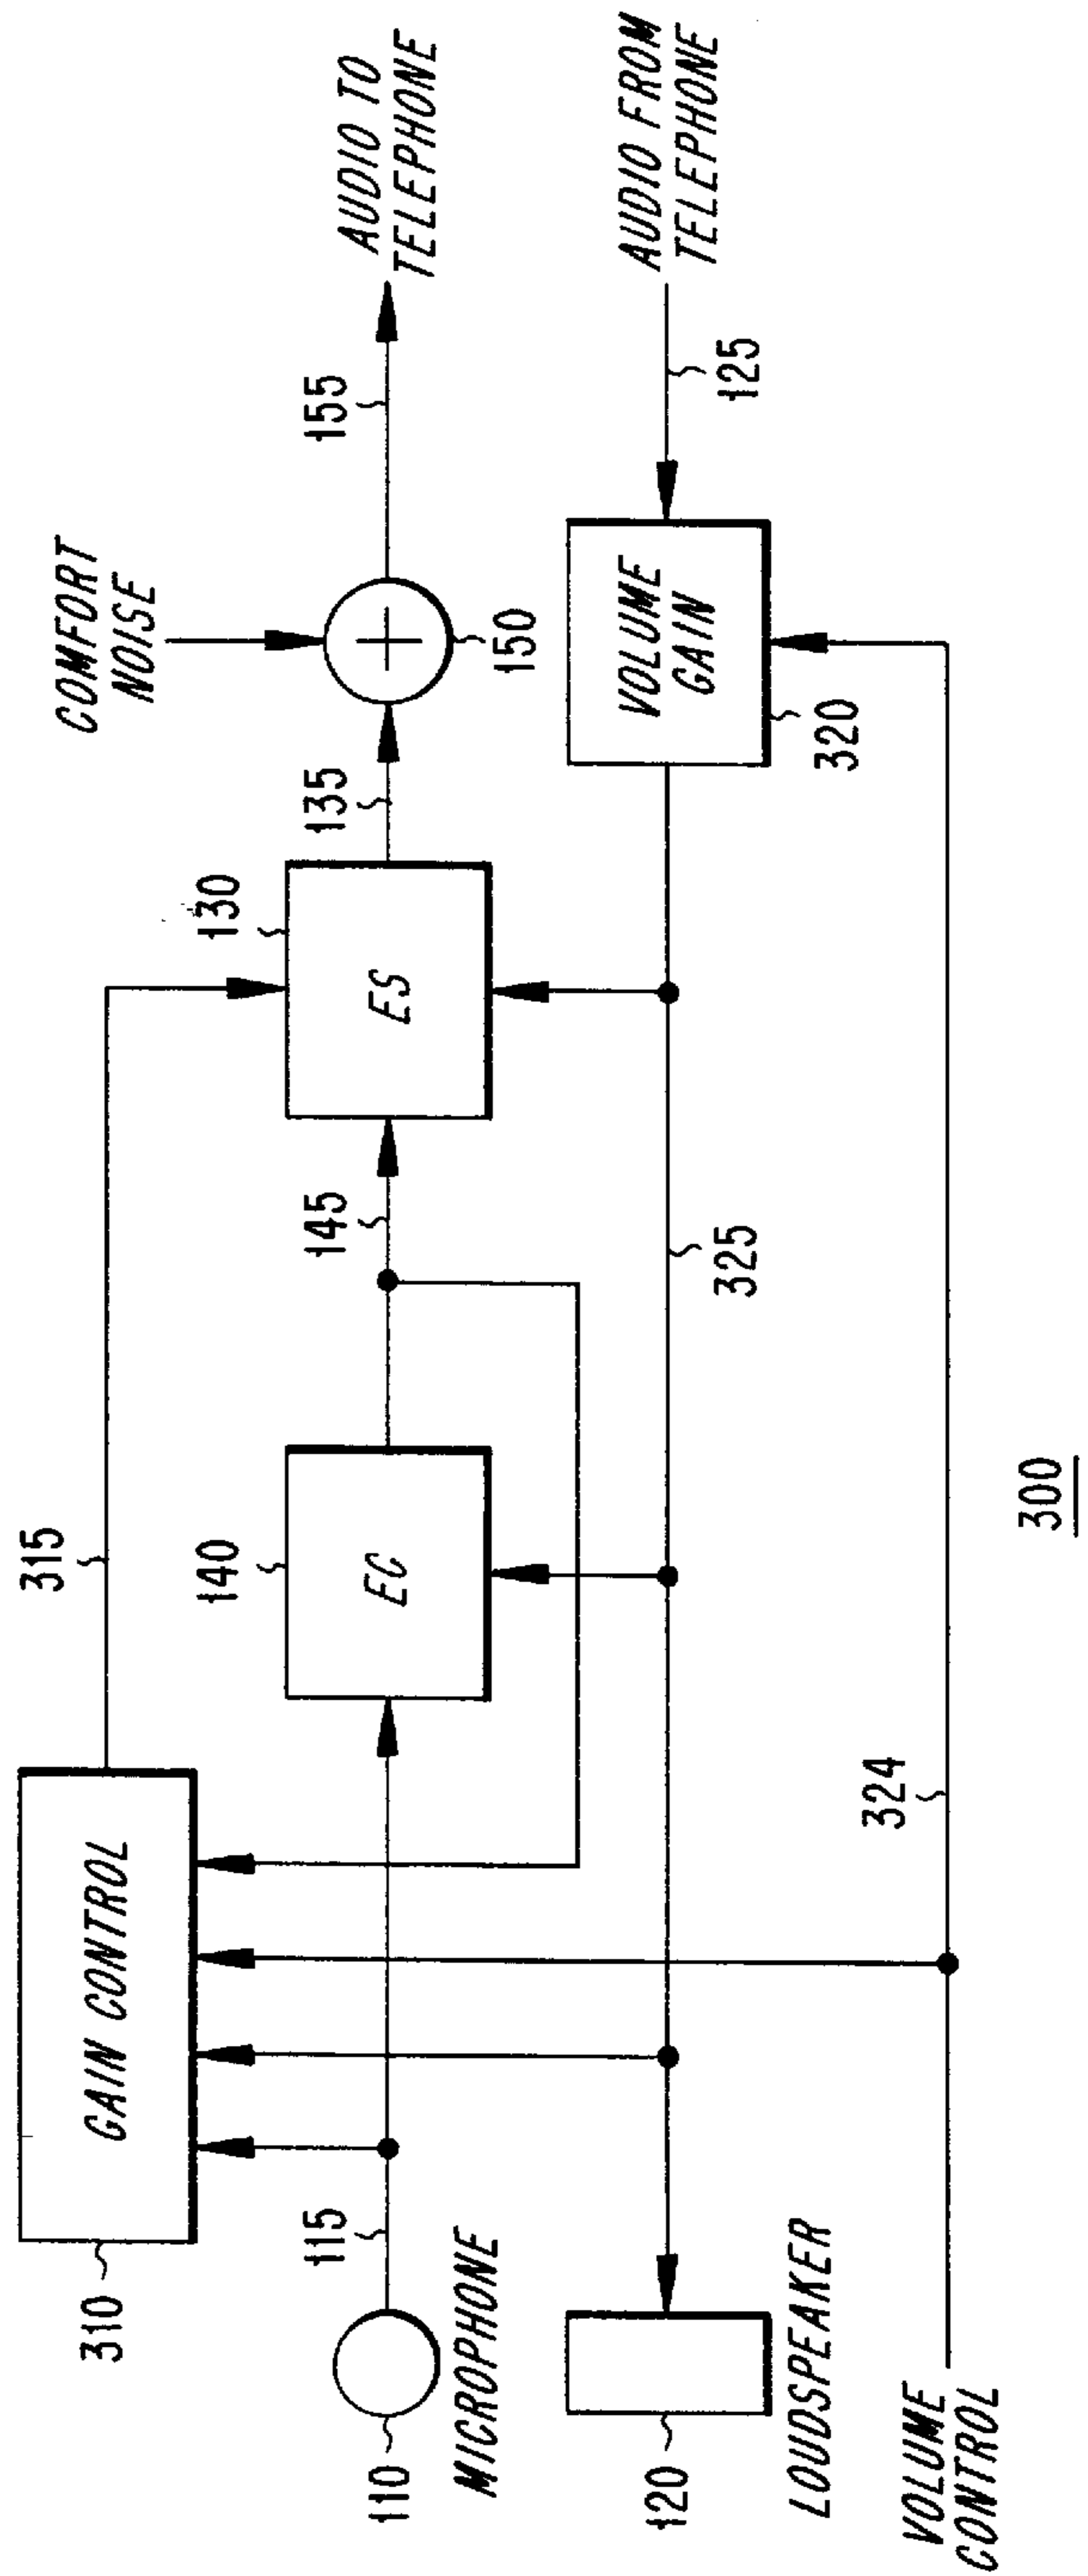 310
GAIN CONTROL
315
COMFORT
NOISE
110
MICROPHONE
115
140
EC
145
130
ES
135
150
155
AUDIO TO
TELEPHONE
120
LOUDSPEAKER
325
VOLUME
GAIN
320
125
AUDIO FROM
TELEPHONE
VOLUME
CONTROL
324
300